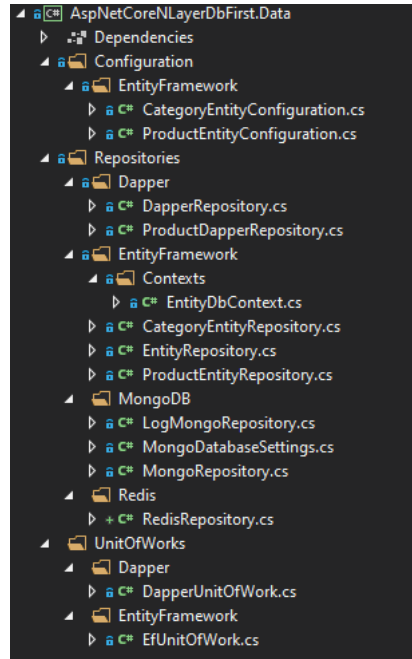 C# AspNetCoreNLayerDbFirst.Data
Dependencies
Configuration
EntityFramework
C# CategoryEntityConfiguration.cs
C# ProductEntityConfiguration.cs
Repositories
Dapper
C# DapperRepository.cs
C# ProductDapperRepository.cs
EntityFramework
Contexts
C# EntityDbContext.cs
C# CategoryEntityRepository.cs
C# EntityRepository.cs
C# ProductEntityRepository.cs
MongoDB
C# LogMongoRepository.cs
C# MongoDatabaseSettings.cs
C# MongoRepository.cs
Redis
+ C# RedisRepository.cs
UnitOfWorks
Dapper
C# DapperUnitOfWork.cs
EntityFramework
C# EfUnitOfWork.cs